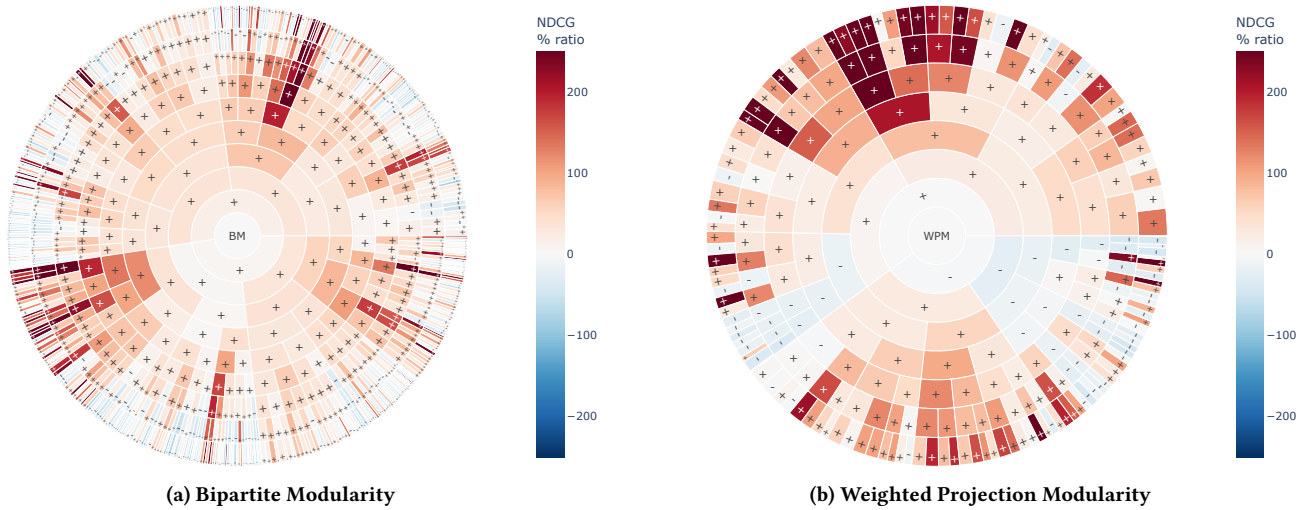 NDCG
% ratio
200
100
0
−100
−200
BM
NDCG
% ratio
200
100
0
−100
−200
WPM
(a) Bipartite Modularity
(b) Weighted Projection Modularity